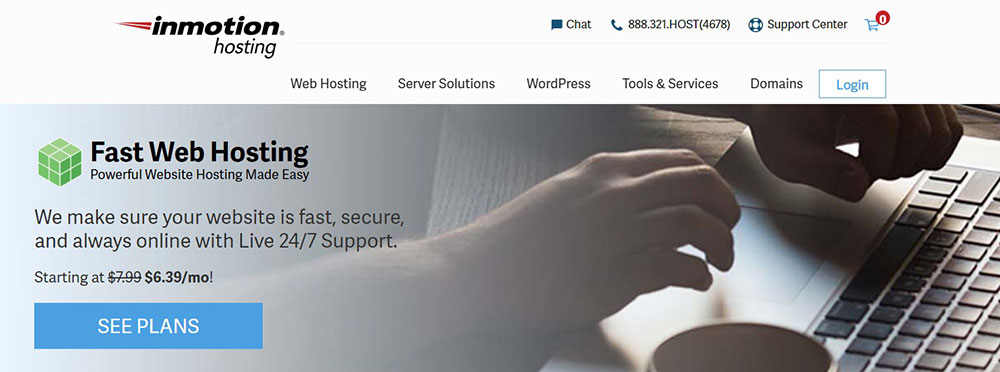 inmotion®
hosting
Chat
888.321.HOST(4678)
Support Center
0
Web Hosting
Server Solutions
WordPress
Tools & Services
Domains
Login
Fast Web Hosting
Powerful Website Hosting Made Easy
We make sure your website is fast, secure,
and always online with Live 24/7 Support.
Starting at $7.99 $6.39/mo!
SEE PLANS